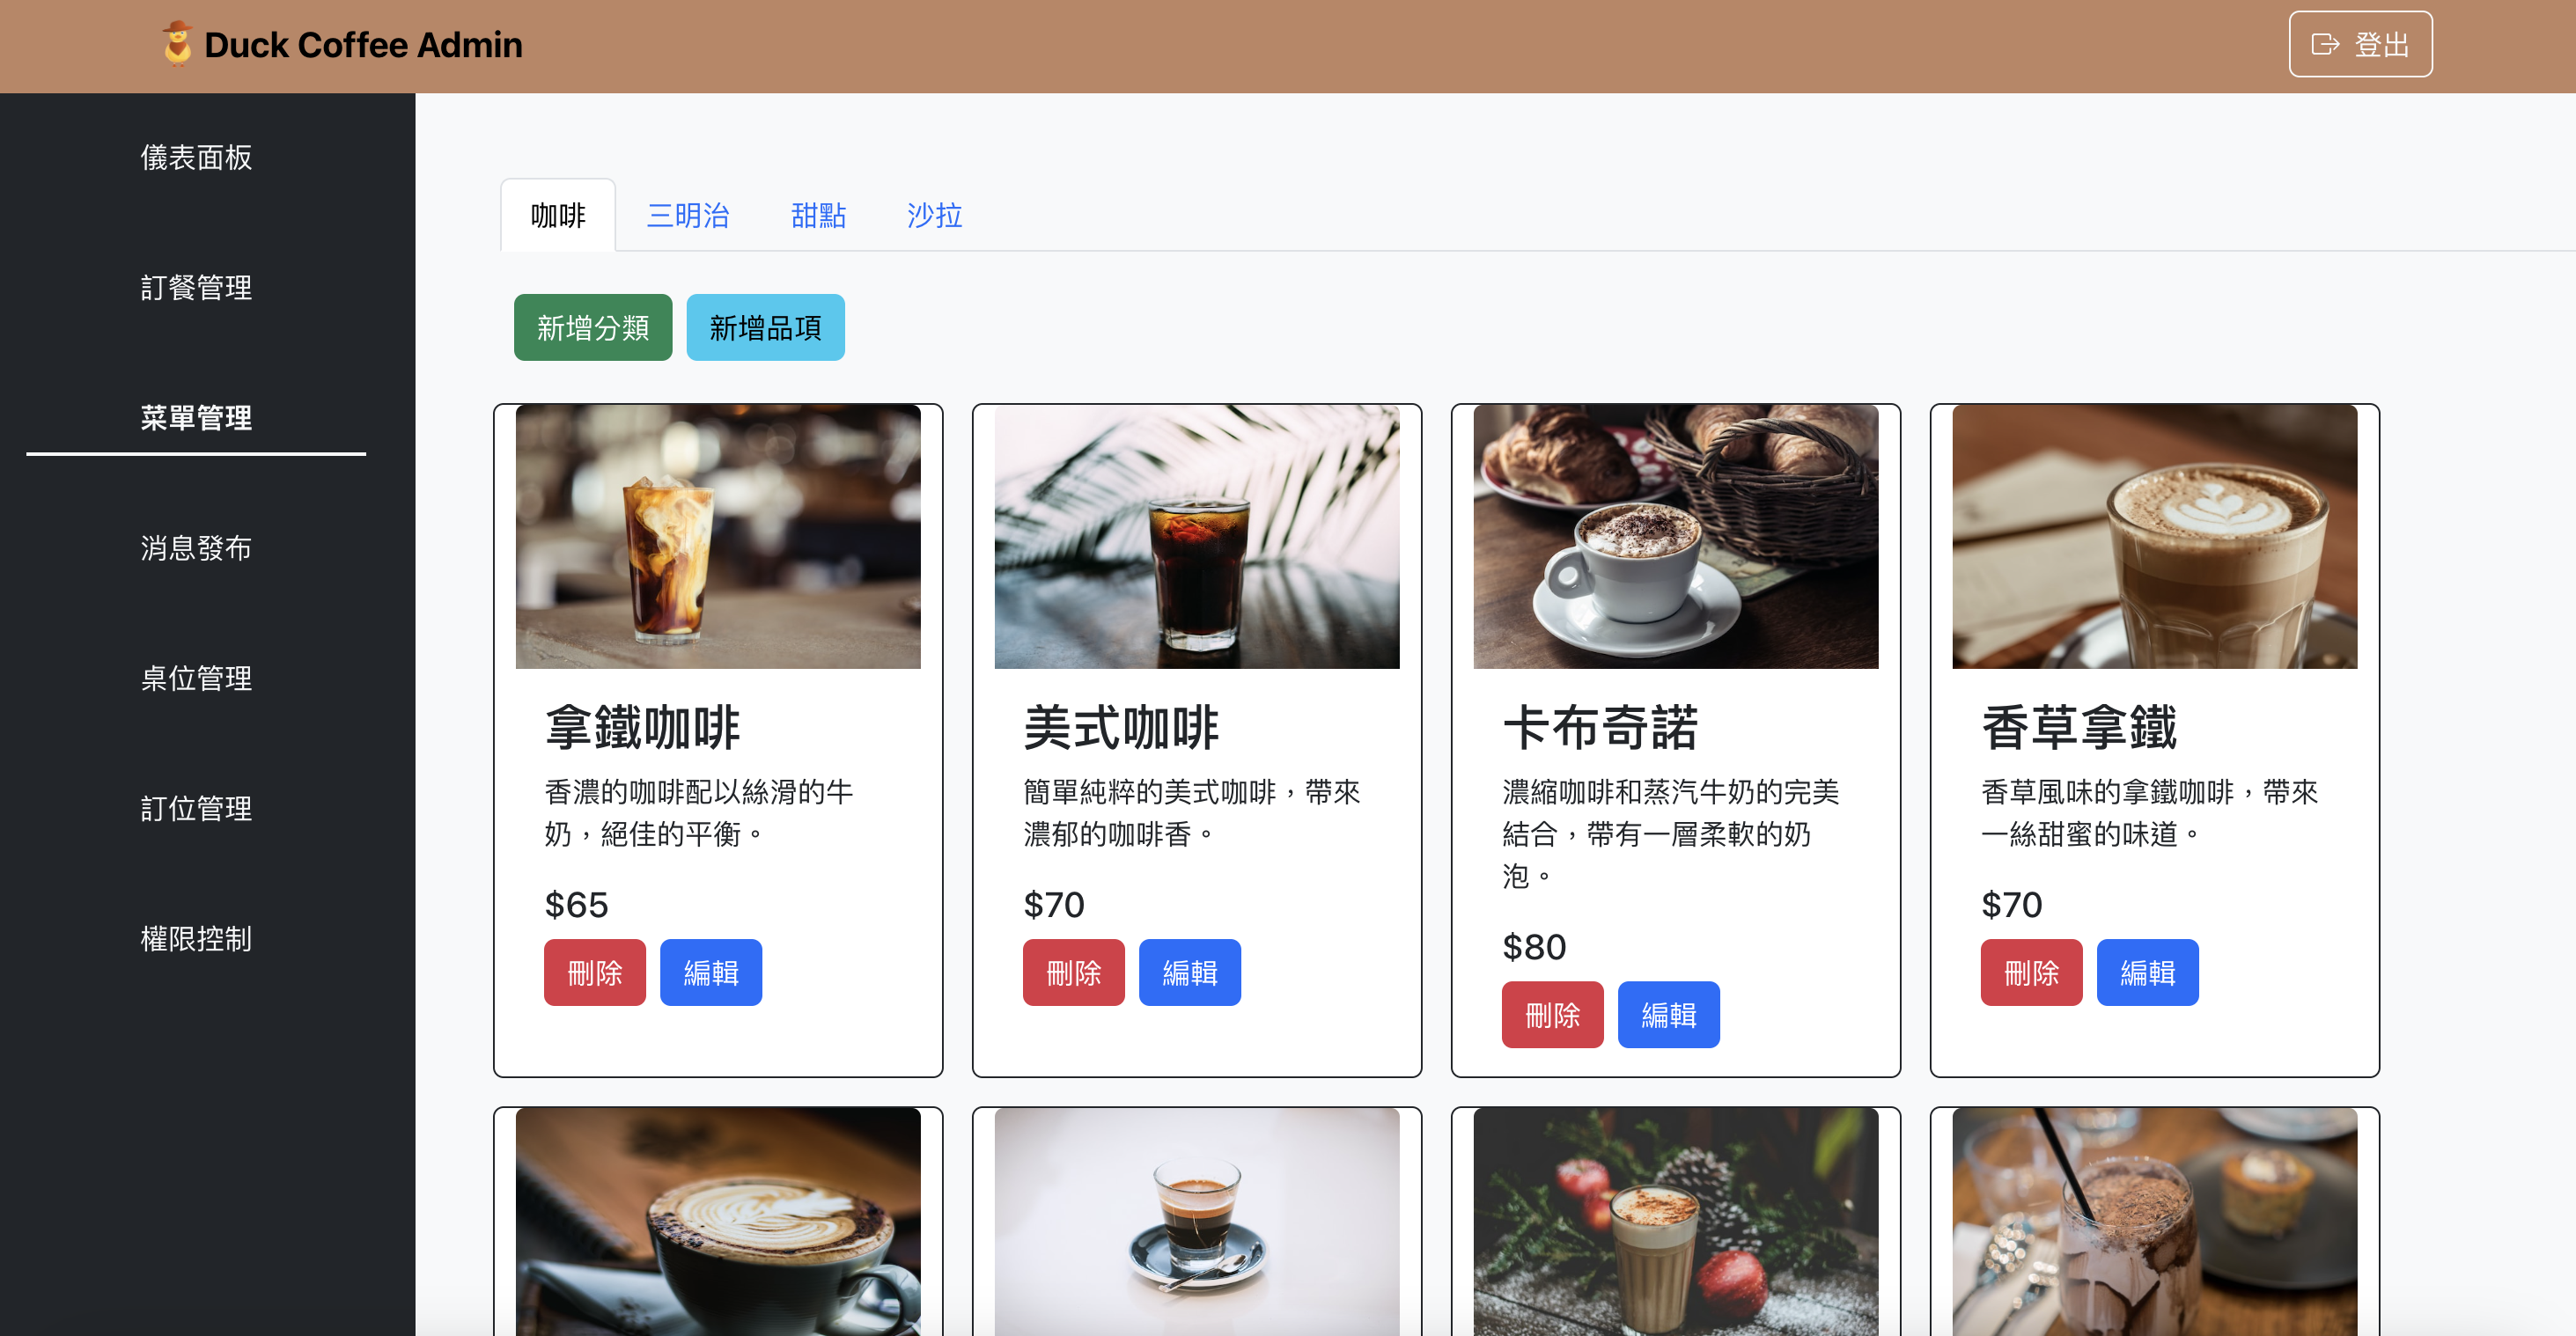 Duck Coffee Admin
登出
儀表面板
訂餐管理
菜單管理
消息發布
桌位管理
訂位管理
權限控制
咖啡 三明治 甜點 沙拉
新增分類 新增品項
拿鐵咖啡
香濃的咖啡配以絲滑的牛
奶，絕佳的平衡。
$65
刪除 編輯
美式咖啡
簡單純粹的美式咖啡，帶來
濃郁的咖啡香。
$70
刪除 編輯
卡布奇諾
濃縮咖啡和蒸汽牛奶的完美
結合，帶有一層柔軟的奶
泡。
$80
刪除 編輯
香草拿鐵
香草風味的拿鐵咖啡，帶來
一絲甜蜜的味道。
$70
刪除 編輯